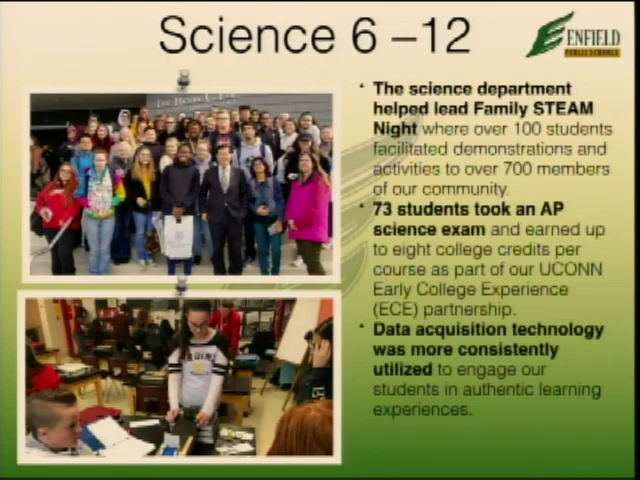 Science 6 –12
ENFIELD
PUBLIC SCHOOLS
• The science department
helped lead Family STEAM
Night where over 100 students
facilitated demonstrations and
activities to over 700 members
of our community.
• 73 students took an AP
science exam and earned up
to eight college credits per
course as part of our UCONN
Early College Experience
(ECE) partnership.
• Data acquisition technology
was more consistently
utilized to engage our
students in authentic learning
experiences.